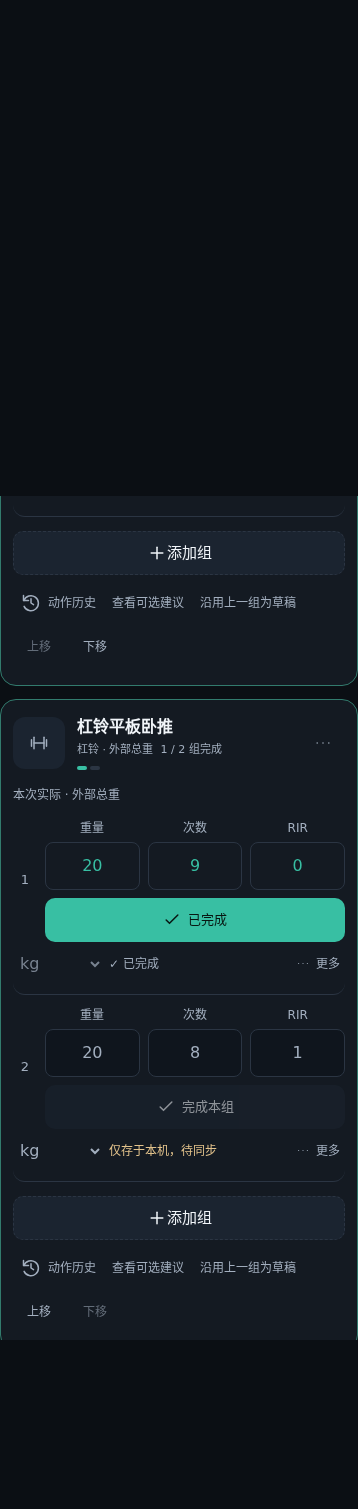 添加组
动作历史 查看可选建议 沿用上一组为草稿
上移 下移
杠铃平板卧推
杠铃 · 外部总重 1 / 2 组完成
···
本次实际 · 外部总重
重量 次数 RIR
1 20 9 0
已完成
kg ✓ 已完成 ··· 更多
重量 次数 RIR
2 20 8 1
完成本组
kg 仅存于本机，待同步 ··· 更多
添加组
动作历史 查看可选建议 沿用上一组为草稿
上移 下移